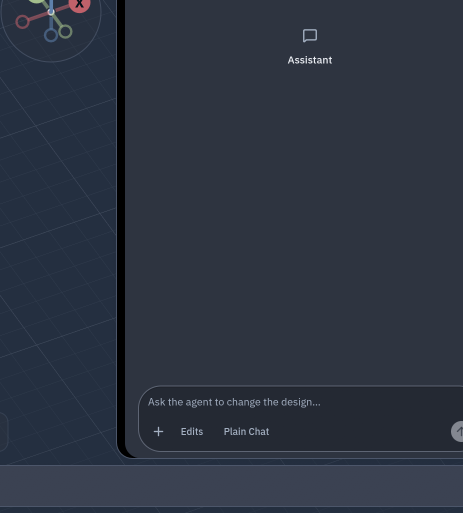 X
Assistant
Ask the agent to change the design...
Edits
Plain Chat